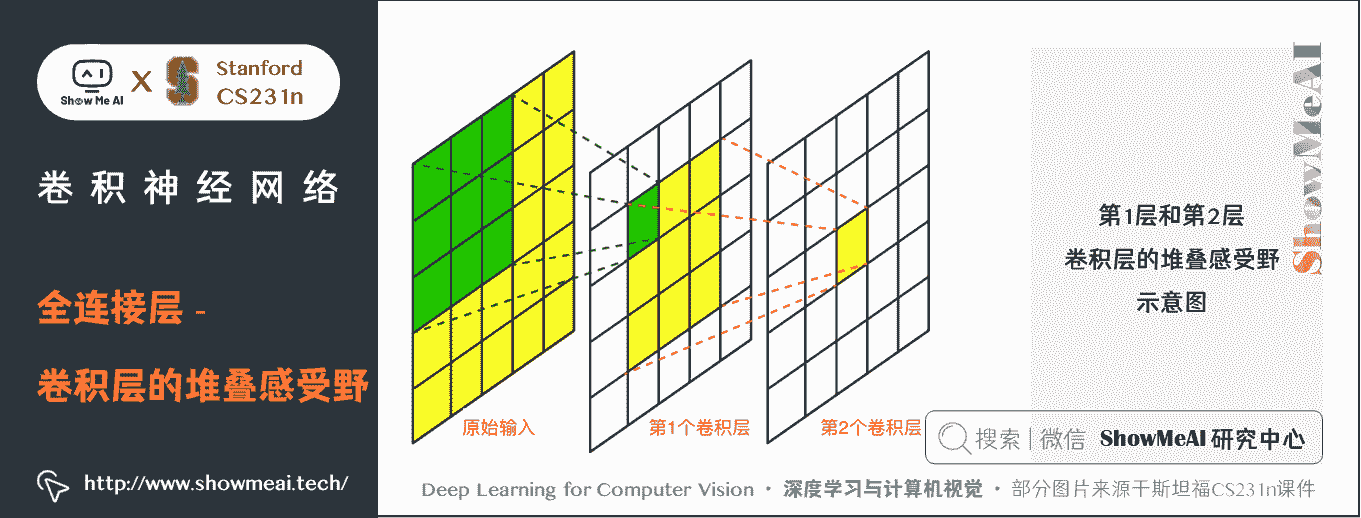 Show Me AI
X
Stanford
CS231n
卷积神经网络
全连接层 -
卷积层的堆叠感受野
http://www.showmeai.tech/
原始输入
第1个卷积层
第2个卷积层
第1层和第2层
卷积层的堆叠感受野
示意图
ShowMeAI
搜索 | 微信 ShowMeAI 研究中心
Deep Learning for Computer Vision · 深度学习与计算机视觉 · 部分图片来源于斯坦福CS231n课件